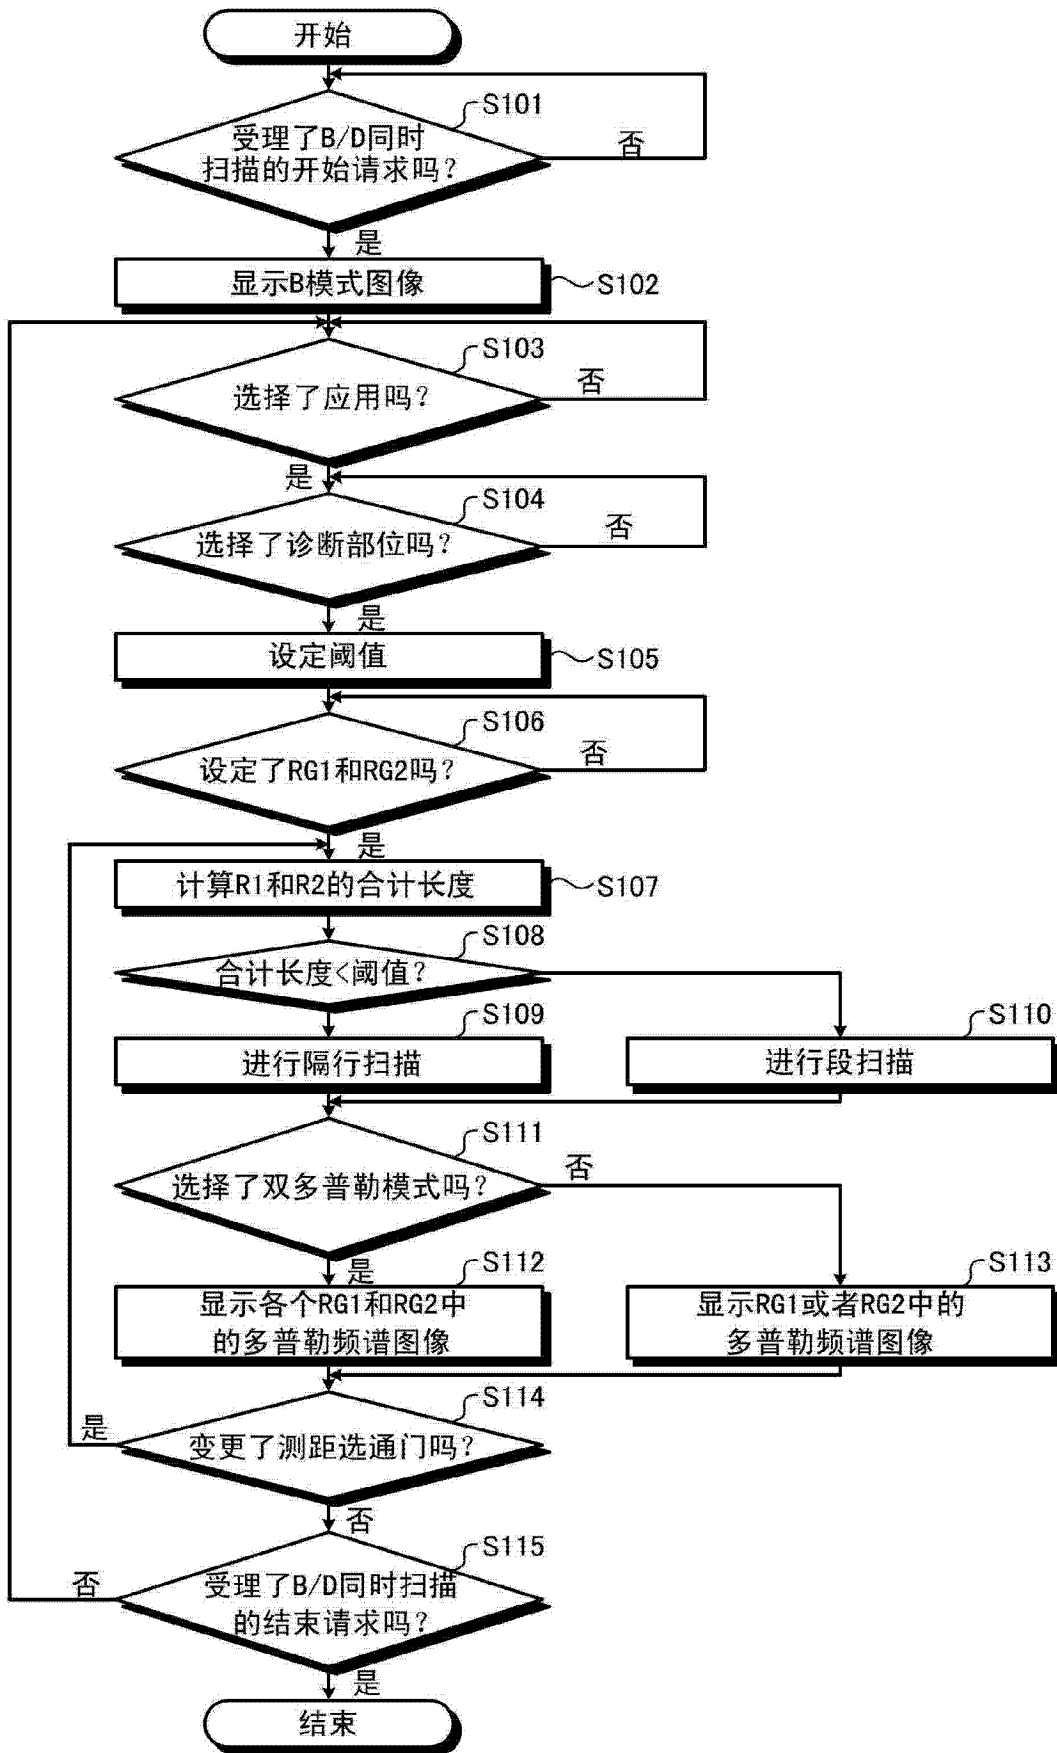 开始
S101
受理了B/D同时
扫描的开始请求吗?
否
是
显示B模式图像
S102
S103
选择了应用吗?
否
是
S104
选择了诊断部位吗?
否
是
设定阈值
S105
S106
设定了RG1和RG2吗?
否
是
计算R1和R2的合计长度
S107
S108
合计长度<阈值?
S109
进行隔行扫描
S110
进行段扫描
S111
选择了双多普勒模式吗?
否
是
S112
显示各个RG1和RG2中
的多普勒频谱图像
S113
显示RG1或者RG2中的
多普勒频谱图像
S114
变更了测距选通门吗?
是
否
S115
受理了B/D同时扫描
的结束请求吗?
否
是
结束